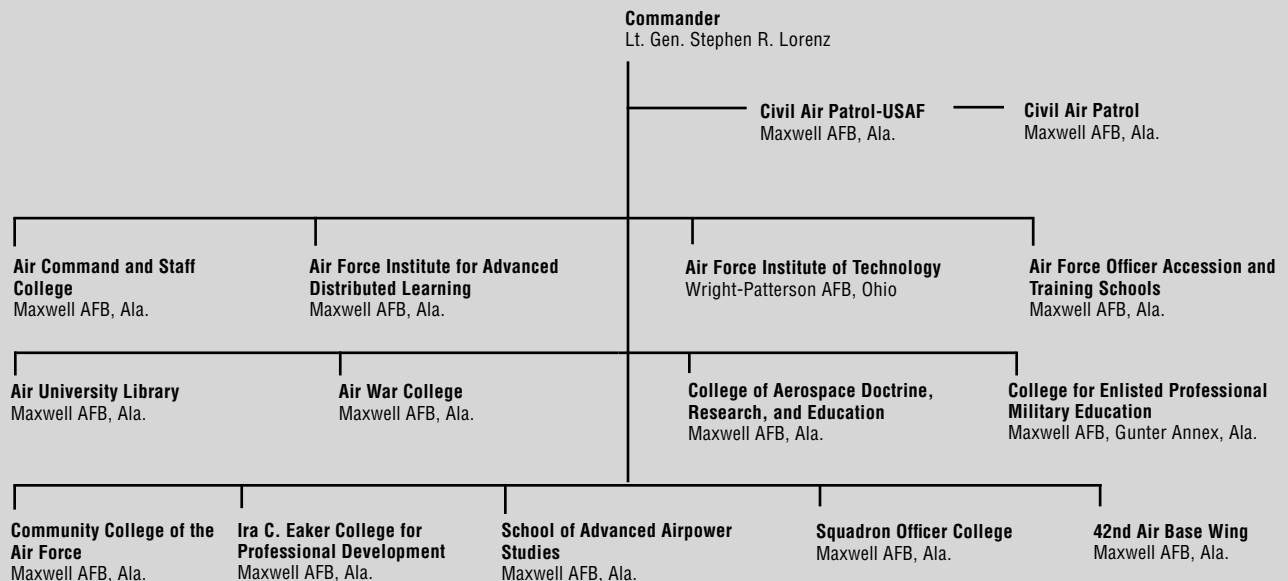 Commander
Lt. Gen. Stephen R. Lorenz
Civil Air Patrol-USAF
Maxwell AFB, Ala.
Civil Air Patrol
Maxwell AFB, Ala.
Air Command and Staff
College
Maxwell AFB, Ala.
Air Force Institute for Advanced
Distributed Learning
Maxwell AFB, Ala.
Air Force Institute of Technology
Wright-Patterson AFB, Ohio
Air Force Officer Accession and
Training Schools
Maxwell AFB, Ala.
Air University Library
Maxwell AFB, Ala.
Air War College
Maxwell AFB, Ala.
College of Aerospace Doctrine,
Research, and Education
Maxwell AFB, Ala.
College for Enlisted Professional
Military Education
Maxwell AFB, Gunter Annex, Ala.
Community College of the
Air Force
Maxwell AFB, Ala.
Ira C. Eaker College for
Professional Development
Maxwell AFB, Ala.
School of Advanced Airpower
Studies
Maxwell AFB, Ala.
Squadron Officer College
Maxwell AFB, Ala.
42nd Air Base Wing
Maxwell AFB, Ala.